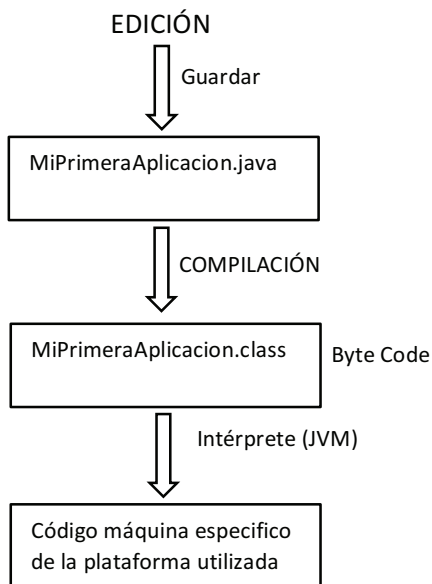 EDICIÓN
Guardar
MiPrimeraAplicacion.java
COMPILACIÓN
MiPrimeraAplicacion.class
Byte Code
Intérprete (JVM)
Código máquina especifico
de la plataforma utilizada